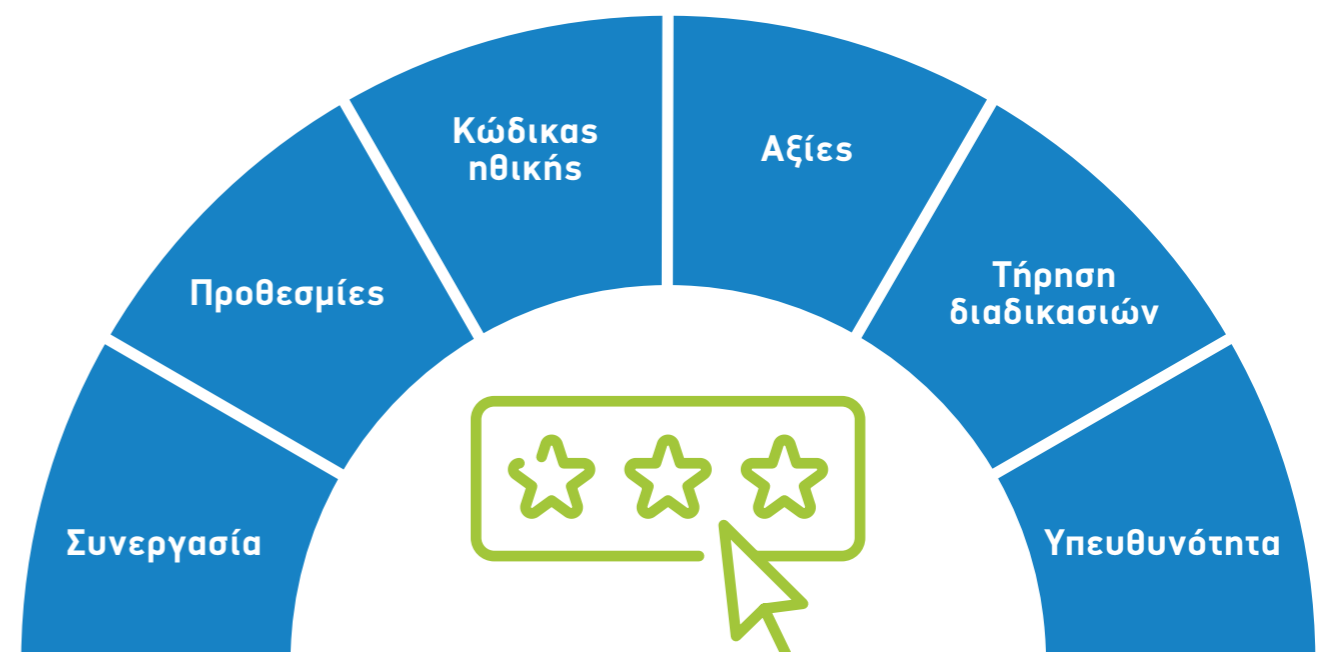 Συνεργασία
Προθεσμίες
Κώδικας
ηθικής
Αξίες
Τήρηση
διαδικασιών
Υπευθυνότητα